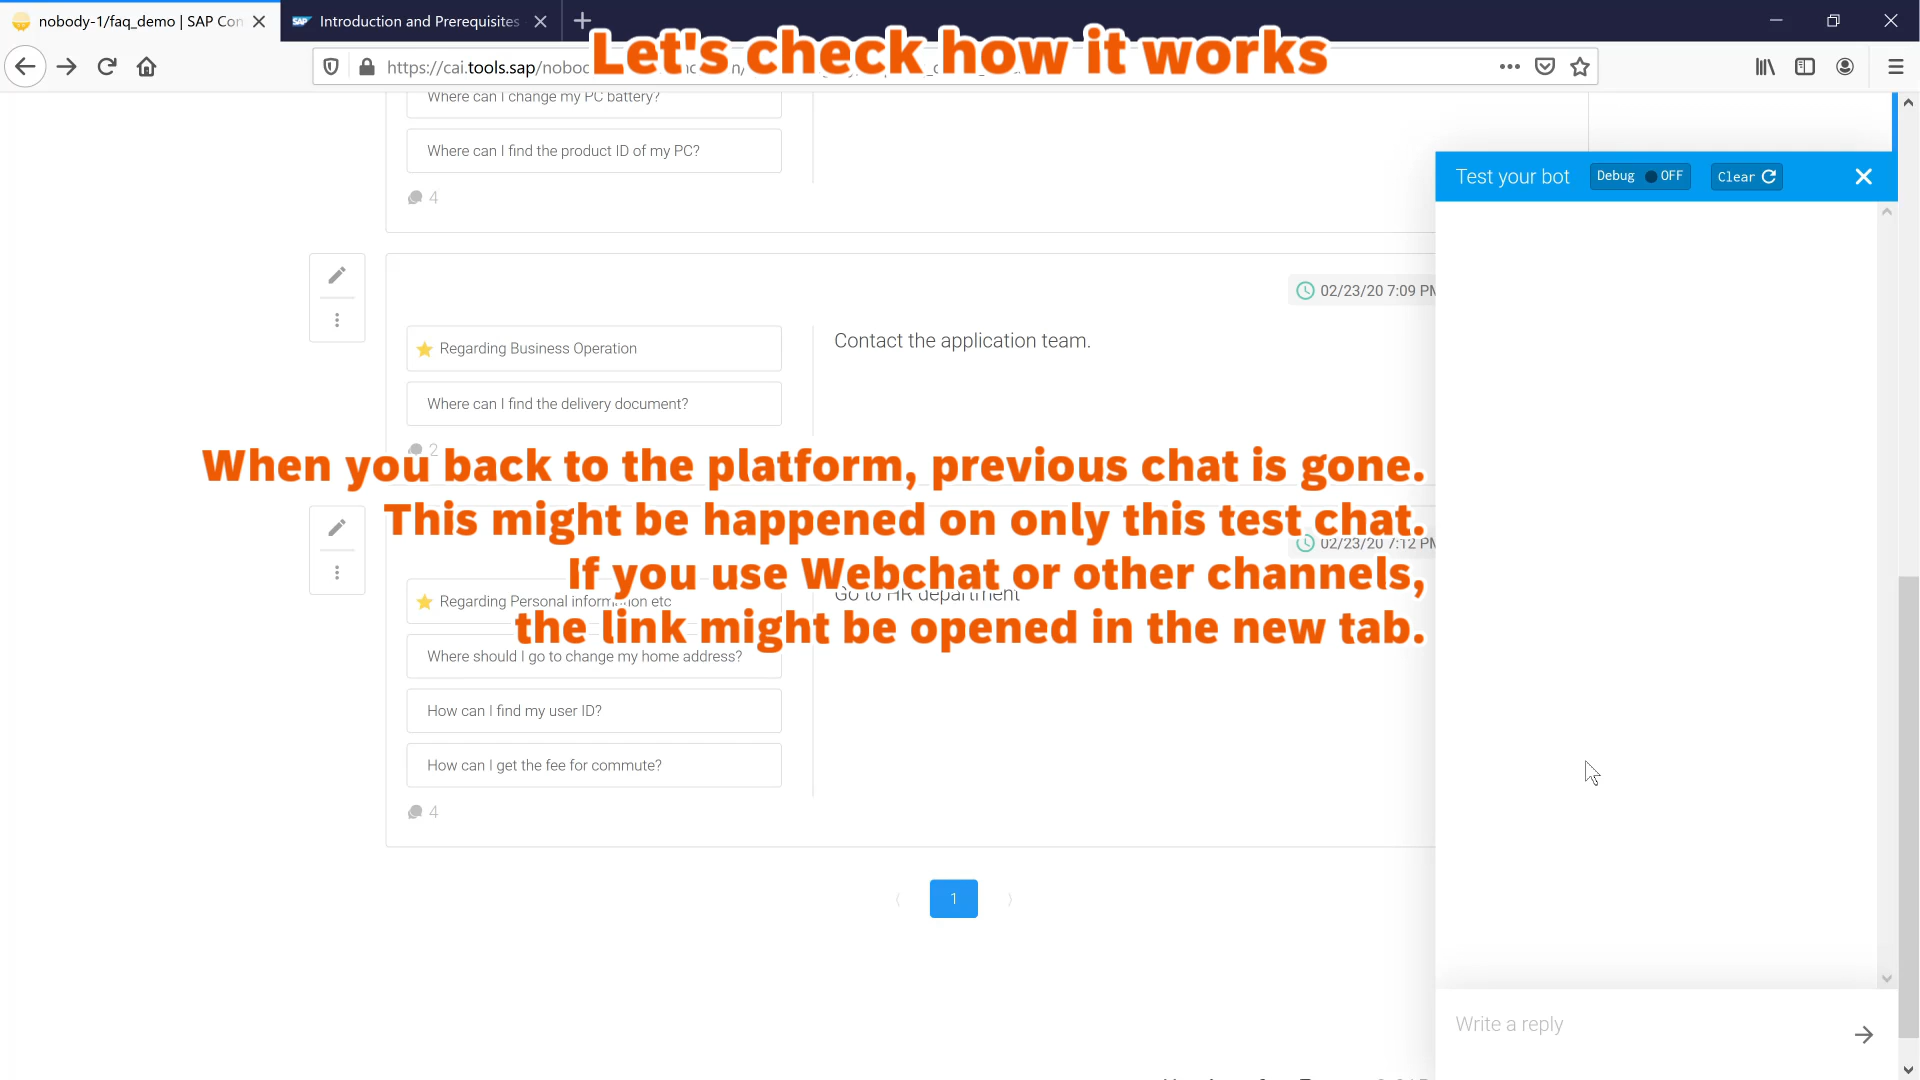 nobody-1/faq_demo | SAP Con
Introduction and Prerequisites
Let's check how it works
https://cai.tools.sap/noboc
Where can I change my PC battery?
Where can I find the product ID of my PC?
4
Test your bot
Debug OFF
Clear
02/23/20 7:09 PM
Regarding Business Operation
Contact the application team.
Where can I find the delivery document?
2
When you back to the platform, previous chat is gone.
This might be happened on only this test chat.
02/23/20 7:12 PM
If you use Webchat or other channels,
Regarding Personal information etc
Go to HR department
the link might be opened in the new tab.
Where should I go to change my home address?
How can I find my user ID?
How can I get the fee for commute?
4
1
Write a reply